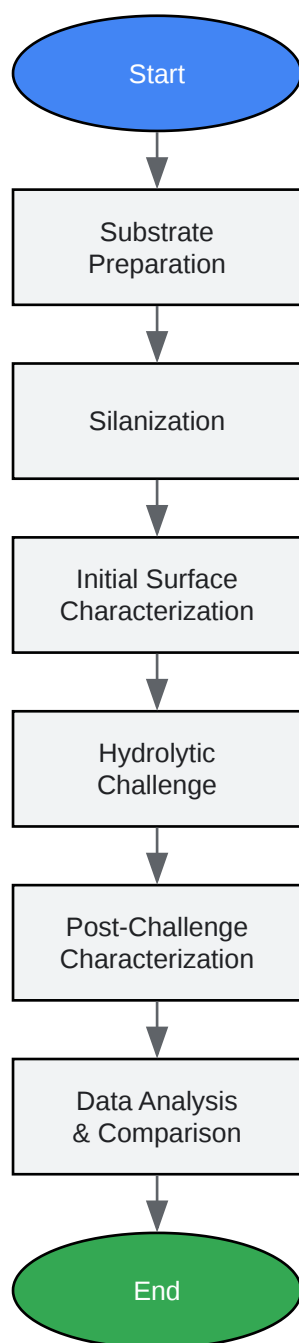 Start
Substrate
Preparation
Silanization
Initial Surface
Characterization
Hydrolytic
Challenge
Post-Challenge
Characterization
Data Analysis
& Comparison
End